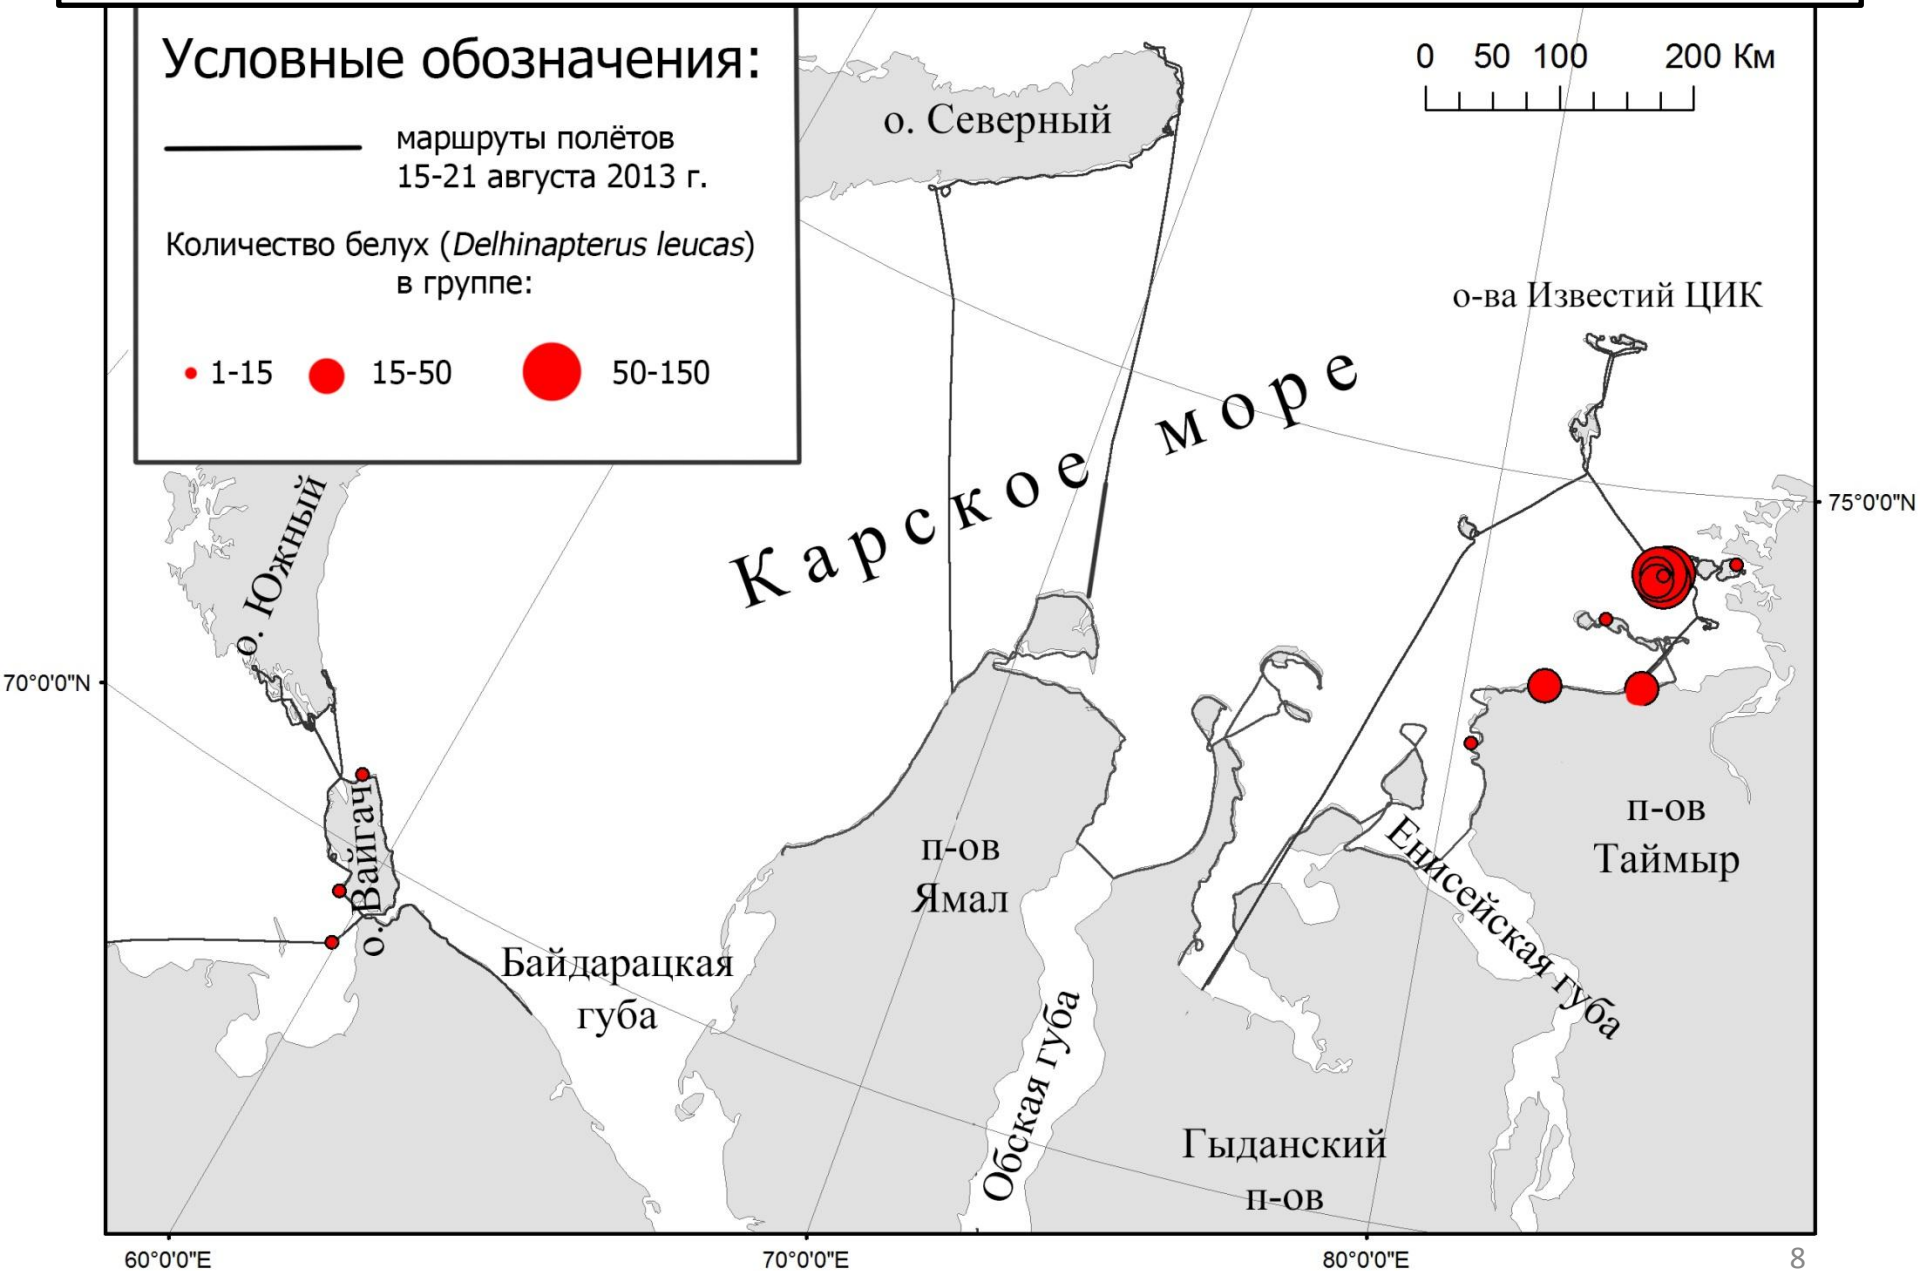 Условные обозначения:
маршруты полётов
15-21 августа 2013 г.
Количество белух (Delhinapterus leucas)
в группе:
1-15
15-50
50-150
0 50 100 200 Км
о. Северный
о-ва Известий ЦИК
Карское море
75°0'0"N
о. Южный
70°0'0"N
о. Вайгач
п-ов
Таймыр
п-ов
Ямал
Енисейская губа
Байдарацкая
губа
Обская губа
Гыданский
п-ов
60°0'0"E
70°0'0"E
80°0'0"E
8